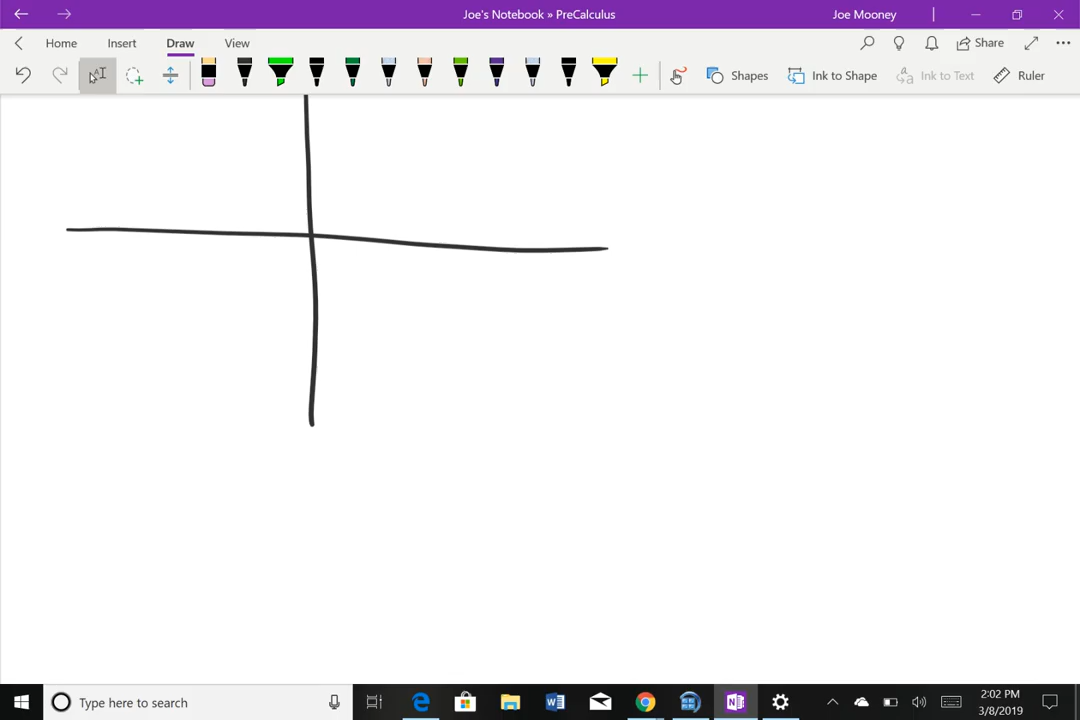 Joe's Notebook » PreCalculus
Joe Mooney
Home Insert Draw View
Share
Shapes Ink to Shape Ink to Text Ruler
Type here to search
2:02 PM
3/8/2019